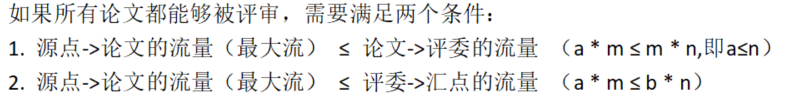 如果所有论文都能够被评审，需要满足两个条件：
1. 源点->论文的流量（最大流） ≤ 论文->评委的流量 （a * m ≤ m * n,即a≤n）
2. 源点->论文的流量（最大流） ≤ 评委->汇点的流量 （a * m ≤ b * n）